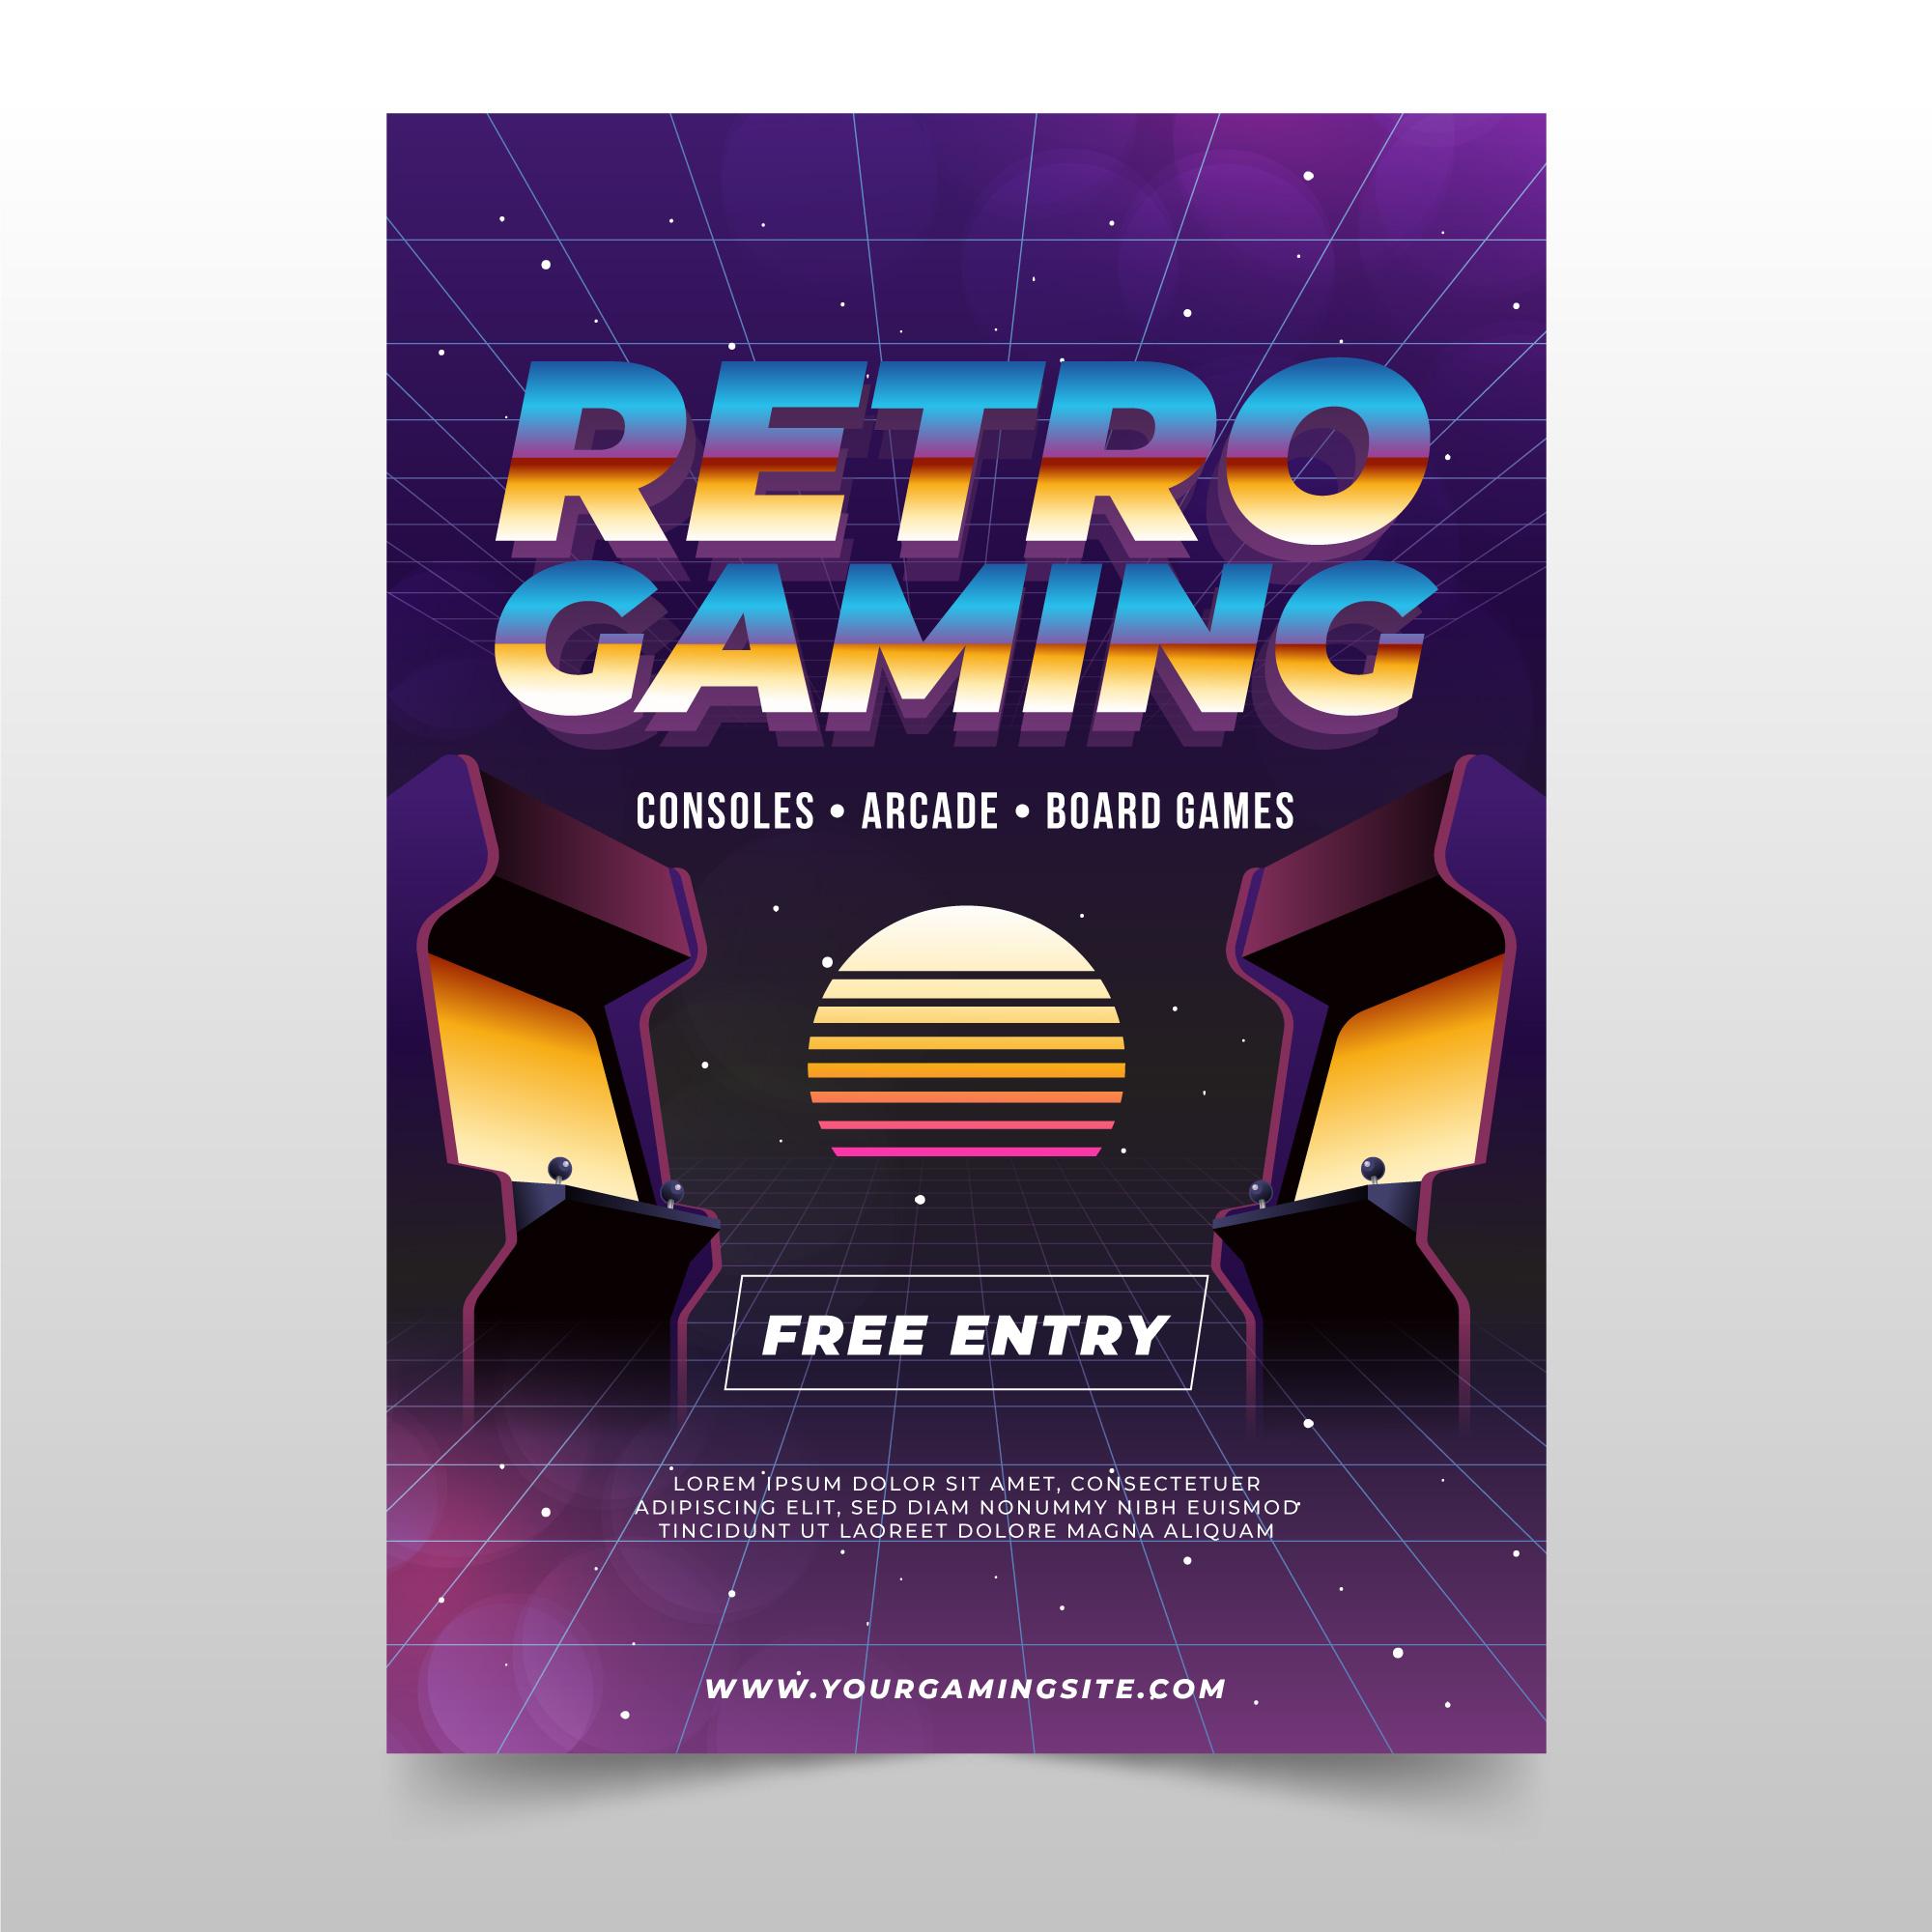 RETRO
GAMING
CONSOLES • ARCADE • BOARD GAMES
FREE ENTRY
LOREM IPSUM DOLOR SIT AMET, CONSECTETUER
ADIPISCING ELIT, SED DIAM NONUMMY NIBH EUISMOD
TINCIDUNT UT LAOREET DOLORE MAGNA ALIQUAM
WWW.YOURGAMINGSITE.COM